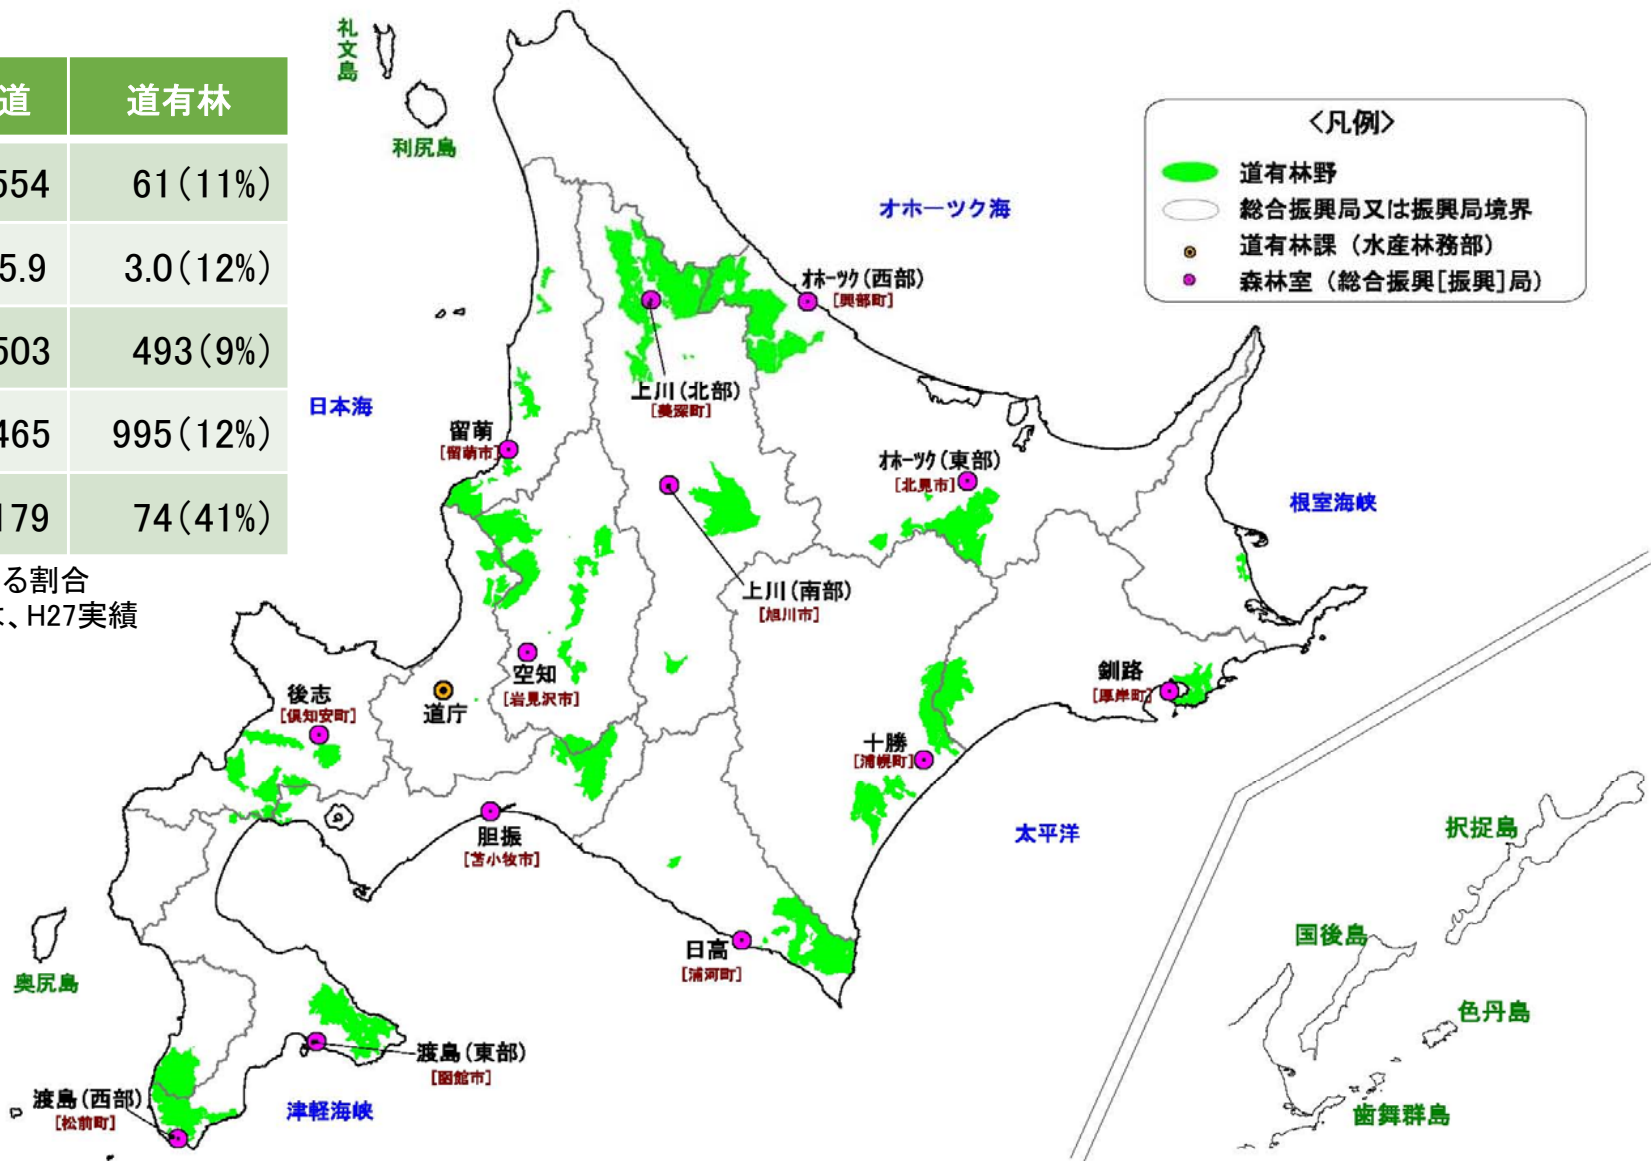 道 道有林
554 61(11%)
5.9 3.0(12%)
503 493(9%)
465 995(12%)
179 74(41%)
る割合
、H27実績
礼文島
利尻島
<凡例>
道有林野
総合振興局又は振興局境界
道有林課（水産林務部）
森林室（総合振興[振興]局）
オホーツク海
オホーツク(西部)
[興部町]
上川(北部)
[美深町]
日本海
留萌
[留萌市]
オホーツク(東部)
[北見市]
根室海峡
上川(南部)
[旭川市]
空知
[岩見沢市]
釧路
[厚岸町]
後志
[倶知安町]
道庁
十勝
[浦幌町]
胆振
[苫小牧市]
太平洋
択捉島
日高
[浦河町]
国後島
奥尻島
色丹島
渡島(東部)
[函館市]
渡島(西部)
[松前町]
津軽海峡
歯舞群島